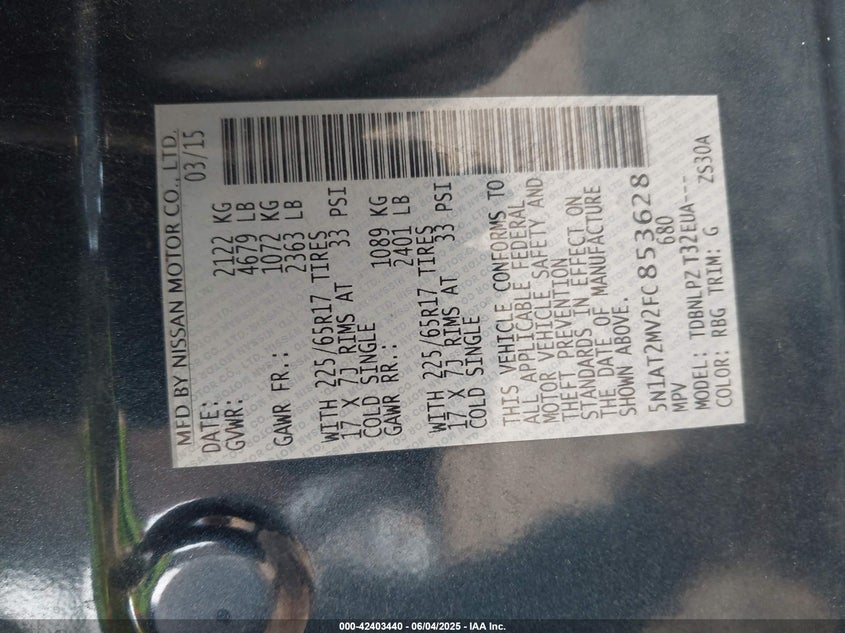 MFD BY NISSAN MOTOR CO., LTD.
DATE: 03/15
GVWR: 2122 KG
4679 LB
GAWR FR.: 1072 KG
2363 LB
WITH 225/65R17 TIRES
17 X 7J RIMS AT 33 PSI
COLD SINGLE
GAWR RR.: 1089 KG
2401 LB
WITH 225/65R17 TIRES
17 X 7J RIMS AT 33 PSI
COLD SINGLE
THIS VEHICLE CONFORMS TO
ALL APPLICABLE FEDERAL
MOTOR VEHICLE SAFETY AND
THEFT PREVENTION
STANDARDS IN EFFECT ON
THE DATE OF MANUFACTURE
SHOWN ABOVE.
5N1AT2MV2FC853628
MPV 680
MODEL: TDBNLPZ T32EUA---
COLOR: RBG TRIM: G ZS30A
000-42403440 - 06/04/2025 - IAA Inc.